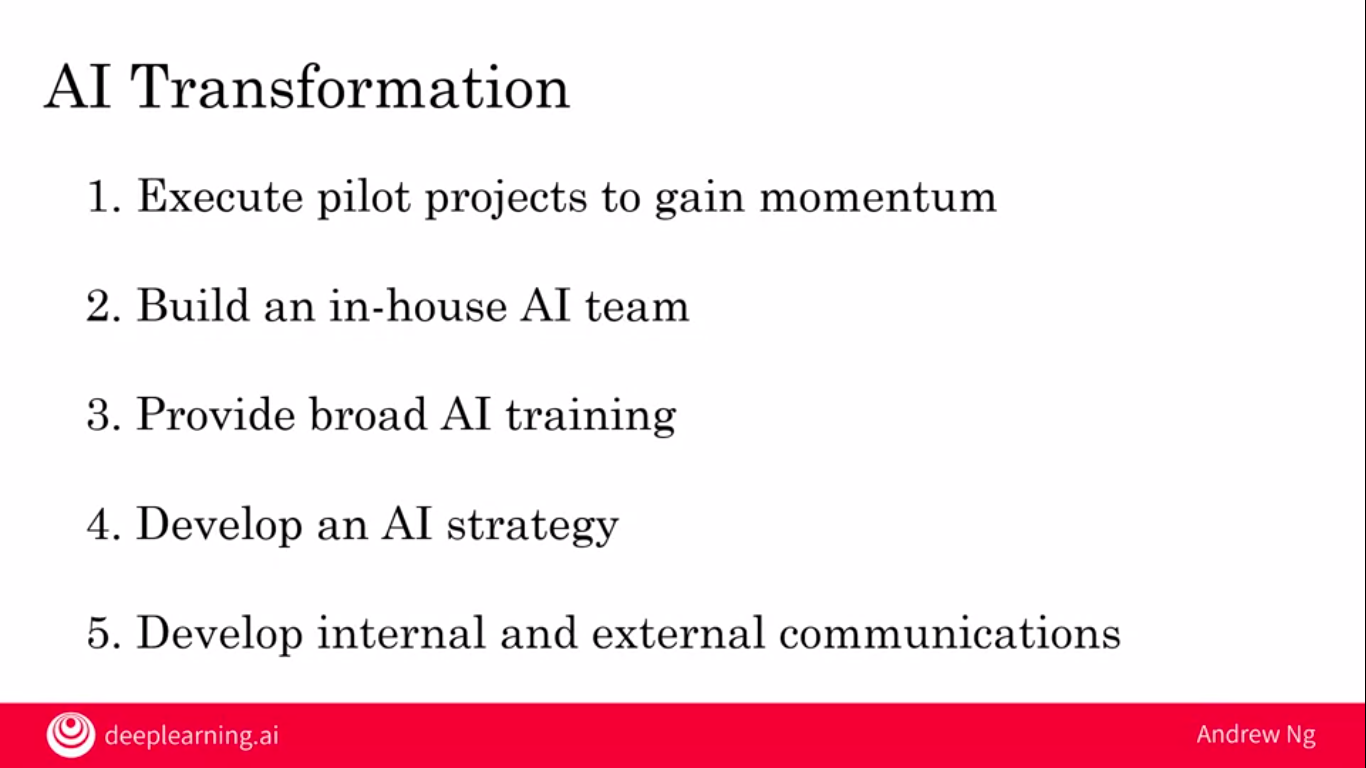 AI Transformation
1. Execute pilot projects to gain momentum
2. Build an in-house AI team
3. Provide broad AI training
4. Develop an AI strategy
5. Develop internal and external communications
deeplearning.ai
Andrew Ng